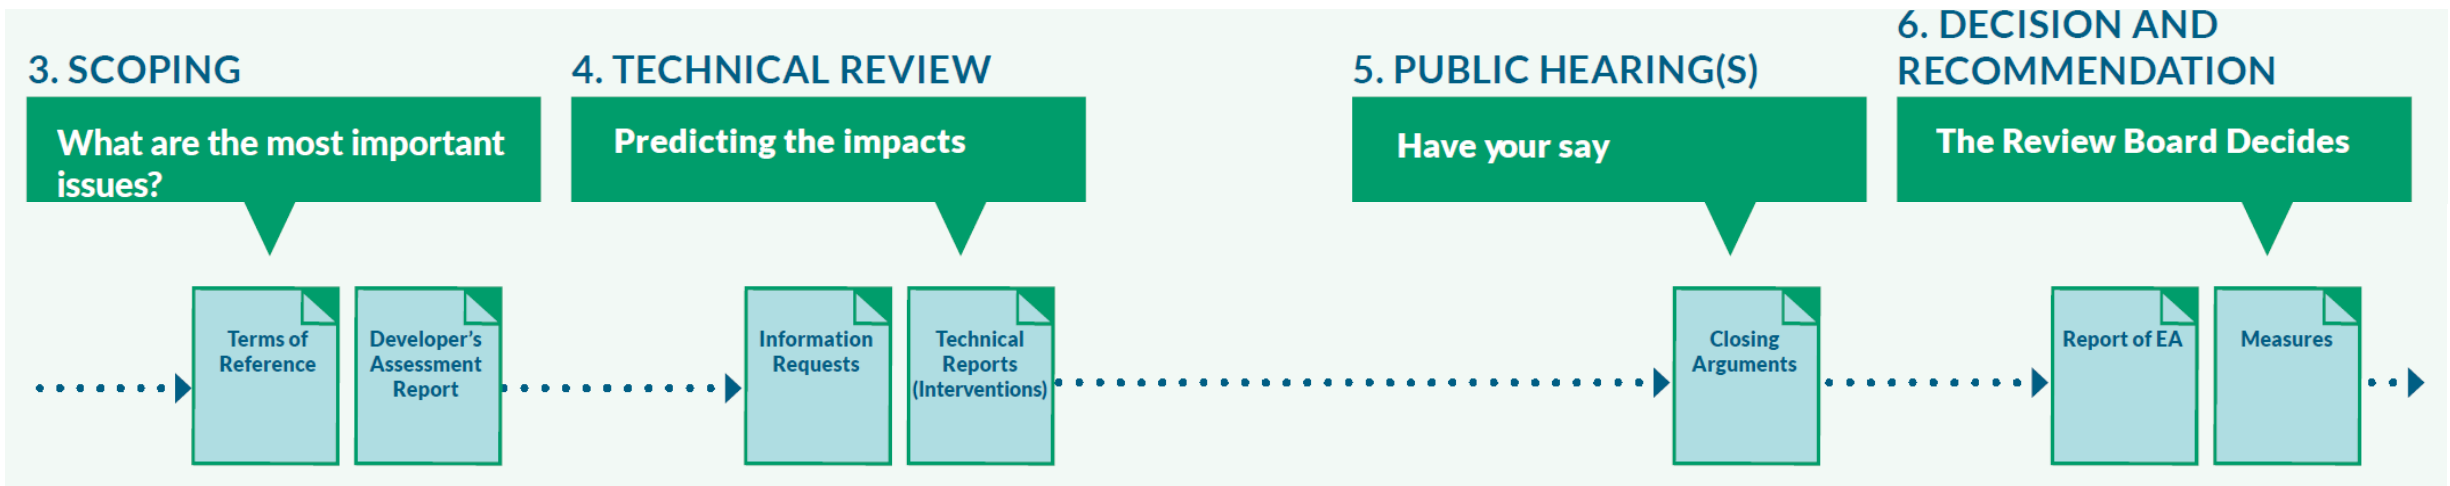 3. SCOPING
What are the most important
issues?
Terms of
Reference
Developer's
Assessment
Report
4. TECHNICAL REVIEW
Predicting the impacts
Information
Requests
Technical
Reports
(Interventions)
5. PUBLIC HEARING(S)
Have your say
Closing
Arguments
6. DECISION AND
RECOMMENDATION
The Review Board Decides
Report of EA
Measures